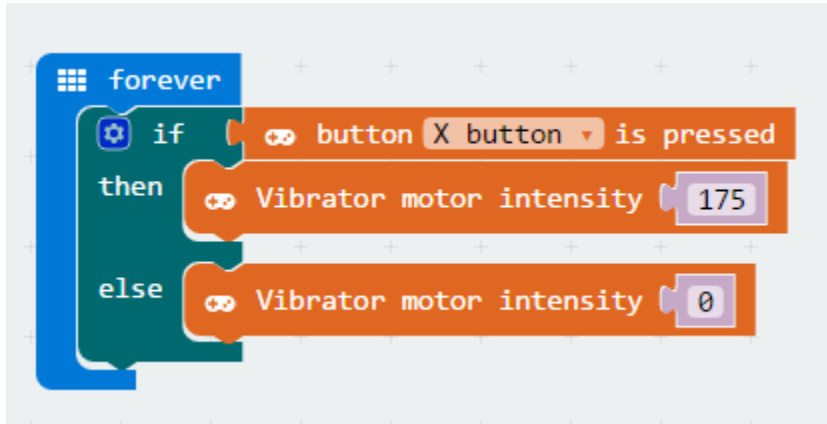 forever
if button X button is pressed
then Vibrator motor intensity 175
else Vibrator motor intensity 0